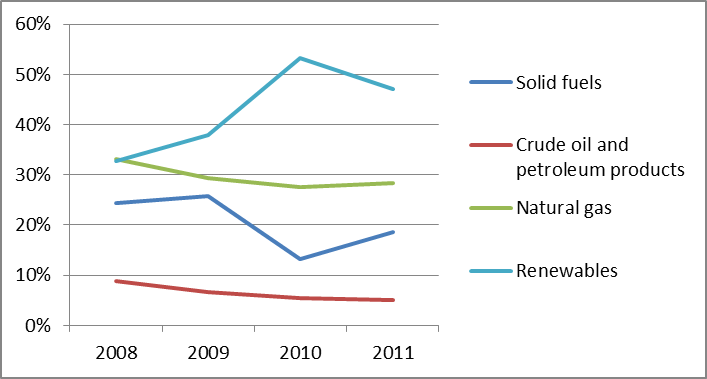 60%
50%
40%
30%
20%
10%
0%
2008 2009 2010 2011
Solid fuels
Crude oil and
petroleum products
Natural gas
Renewables